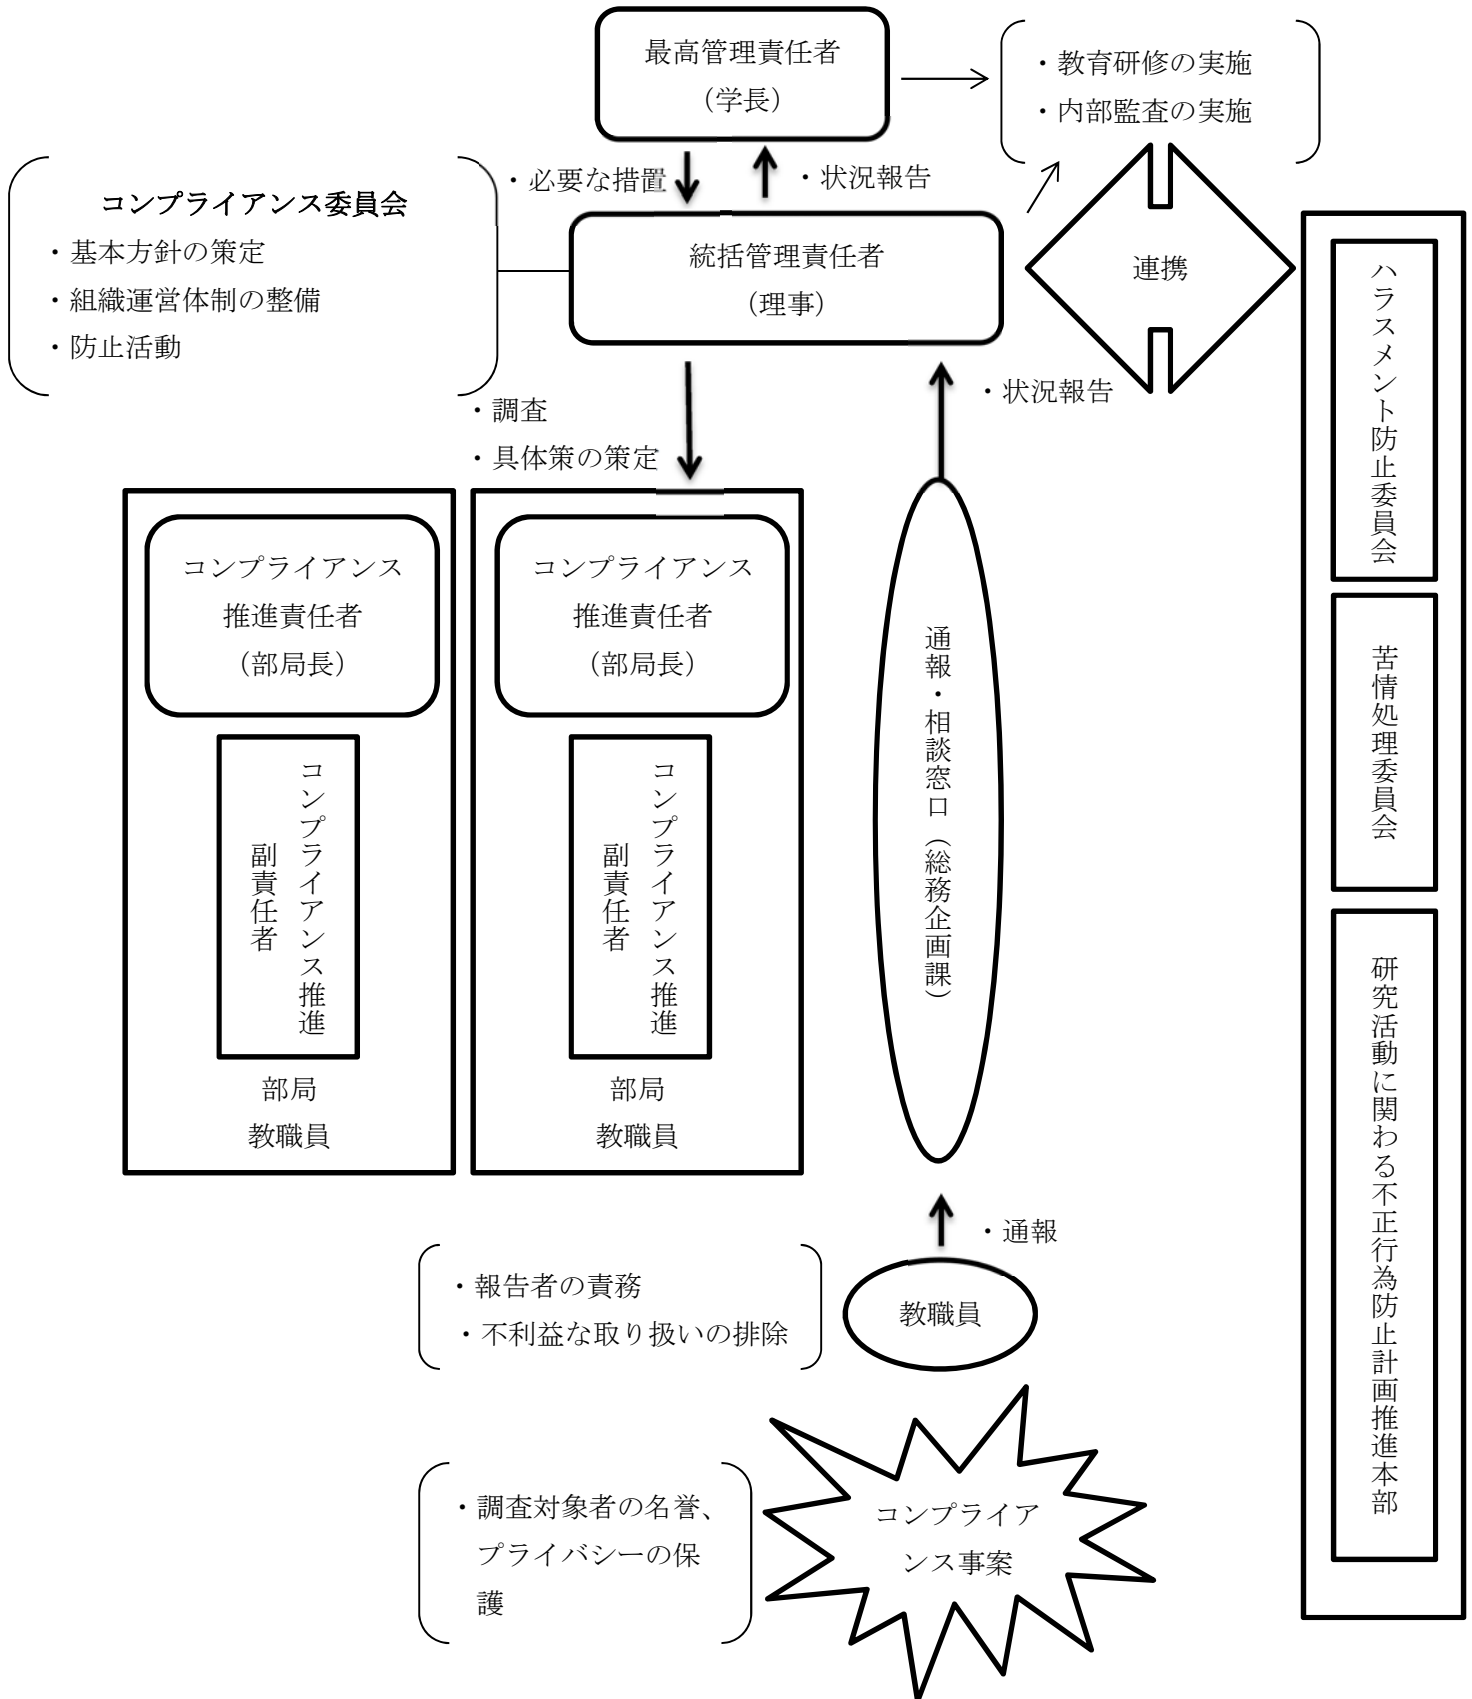 最高管理責任者
（学長）
・教育研修の実施
・内部監査の実施
・必要な措置
・状況報告
コンプライアンス委員会
・基本方針の策定
・組織運営体制の整備
・防止活動
統括管理責任者
（理事）
連携
・調査
・具体策の策定
・状況報告
コンプライアンス
推進責任者
（部局長）
コンプライアンス推進
副責任者
部局
教職員
コンプライアンス
推進責任者
（部局長）
コンプライアンス推進
副責任者
部局
教職員
通報・相談窓口（総務企画課）
ハラスメント防止委員会
苦情処理委員会
研究活動に関わる不正行為防止計画推進本部
・通報
・報告者の責務
・不利益な取り扱いの排除
教職員
・調査対象者の名誉、
プライバシーの保
護
コンプライア
ンス事案